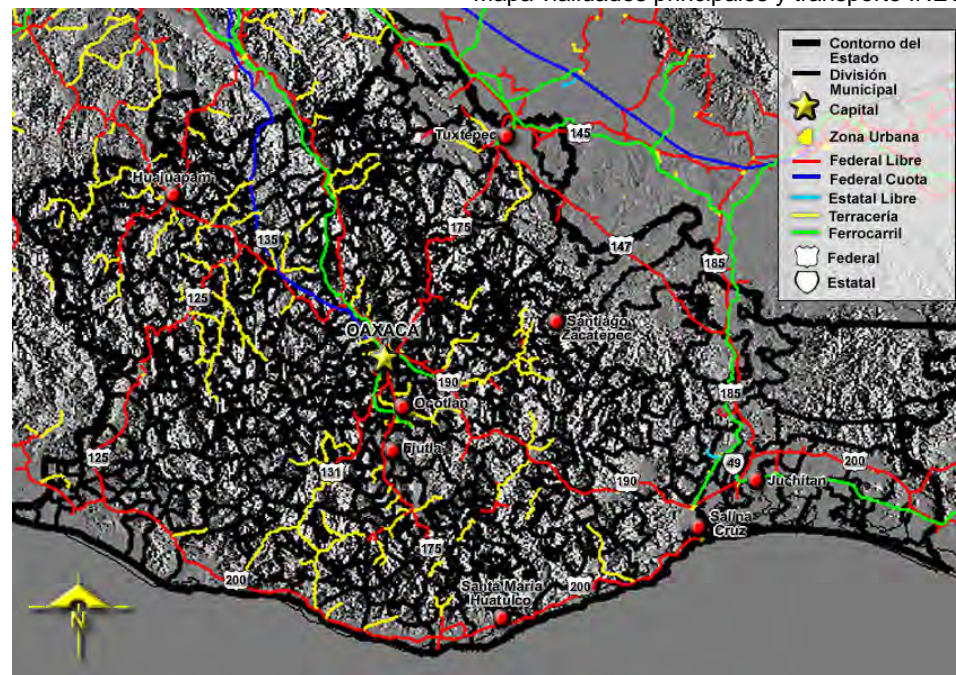 Contorno del
Estado
División
Municipal
Capital
Zona Urbana
Federal Libre
Federal Cuota
Estatal Libre
Terracería
Ferrocarril
Federal
Estatal
Tuxtepec
145
Huajuapam
175
135
147
185
125
OAXACA
Santiago
Zacatepec
190
185
Ocotlan
Ejutla
125
131
49
200
190
Juchitan
Salina
Cruz
175
200
Santa Maria
Huatulco
200
N